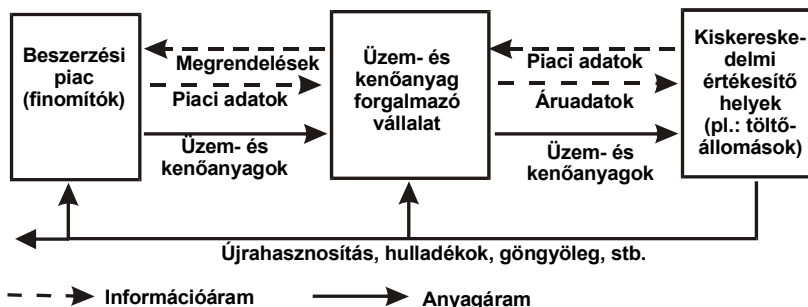 Beszerzési
piac
(finomítók)
Megrendelések
Piaci adatok
Üzem- és
kenőanyagok
Üzem- és
kenőanyag
forgalmazó
vállalat
Piaci adatok
Áruadatok
Üzem- és
kenőanyagok
Kiskereske-
delmi
értékesítő
helyek
(pl.: töltő-
állomások)
Újrahasznosítás, hulladékok, göngyöleg, stb.
Információáram
Anyagáram